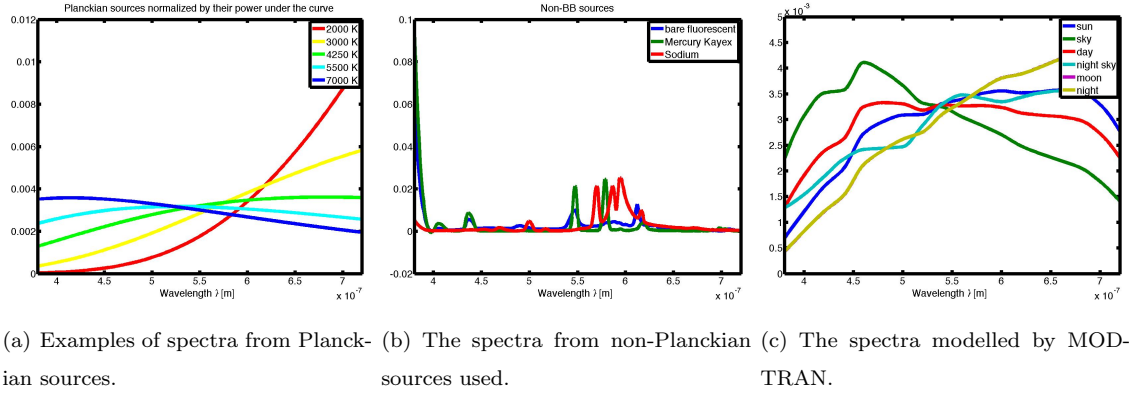 Planckian sources normalized by their power under the curve
0.012
0.01
0.008
0.006
0.004
0.002
0
2000 K
3000 K
4250 K
5500 K
7000 K
4 4.5 5 5.5 6 6.5 7
Wavelength λ [m]
x 10⁻⁷
Non-BB sources
0.1
0.08
0.06
0.04
0.02
0
-0.02
bare fluorescent
Mercury Kayex
Sodium
4 4.5 5 5.5 6 6.5 7
Wavelength λ [m]
x 10⁻⁷
x 10⁻³
5
4.5
4
3.5
3
2.5
2
1.5
1
0.5
0
sun
sky
day
night sky
moon
night
4 4.5 5 5.5 6 6.5 7
Wavelength λ [m]
x 10⁻⁷
(a) Examples of spectra from Planck-
ian sources.
(b) The spectra from non-Planckian
sources used.
(c) The spectra modelled by MOD-
TRAN.